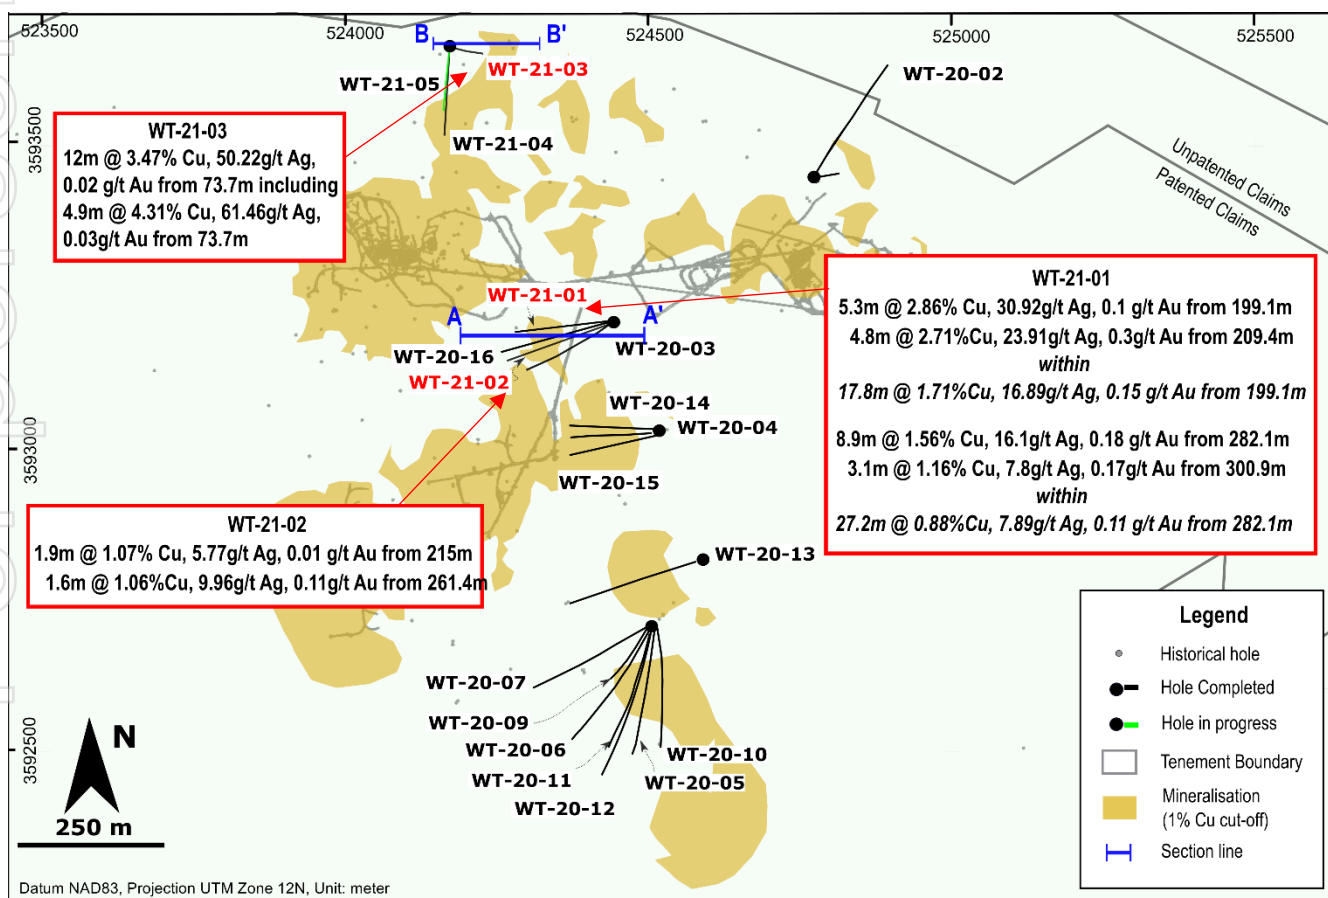 523500
524000
524500
525000
525500
B
B'
WT-21-03
WT-21-05
WT-20-02
WT-21-04
3593500
Unpatented Claims
Patented Claims
WT-21-03
12m @ 3.47% Cu, 50.22g/t Ag,
0.02 g/t Au from 73.7m including
4.9m @ 4.31% Cu, 61.46g/t Ag,
0.03g/t Au from 73.7m
WT-21-01
5.3m @ 2.86% Cu, 30.92g/t Ag, 0.1 g/t Au from 199.1m
4.8m @ 2.71%Cu, 23.91g/t Ag, 0.3g/t Au from 209.4m
within
17.8m @ 1.71%Cu, 16.89g/t Ag, 0.15 g/t Au from 199.1m
8.9m @ 1.56% Cu, 16.1g/t Ag, 0.18 g/t Au from 282.1m
3.1m @ 1.16% Cu, 7.8g/t Ag, 0.17g/t Au from 300.9m
within
27.2m @ 0.88%Cu, 7.89g/t Ag, 0.11 g/t Au from 282.1m
WT-21-01
A
A'
WT-20-16
WT-20-03
WT-21-02
WT-20-14
WT-20-04
3593000
WT-20-15
WT-21-02
1.9m @ 1.07% Cu, 5.77g/t Ag, 0.01 g/t Au from 215m
1.6m @ 1.06%Cu, 9.96g/t Ag, 0.11g/t Au from 261.4m
WT-20-13
WT-20-07
WT-20-09
WT-20-06
WT-20-10
WT-20-11
WT-20-05
WT-20-12
3592500
N
250 m
Legend
Historical hole
Hole Completed
Hole in progress
Tenement Boundary
Mineralisation
(1% Cu cut-off)
Section line
Datum NAD83, Projection UTM Zone 12N, Unit: meter